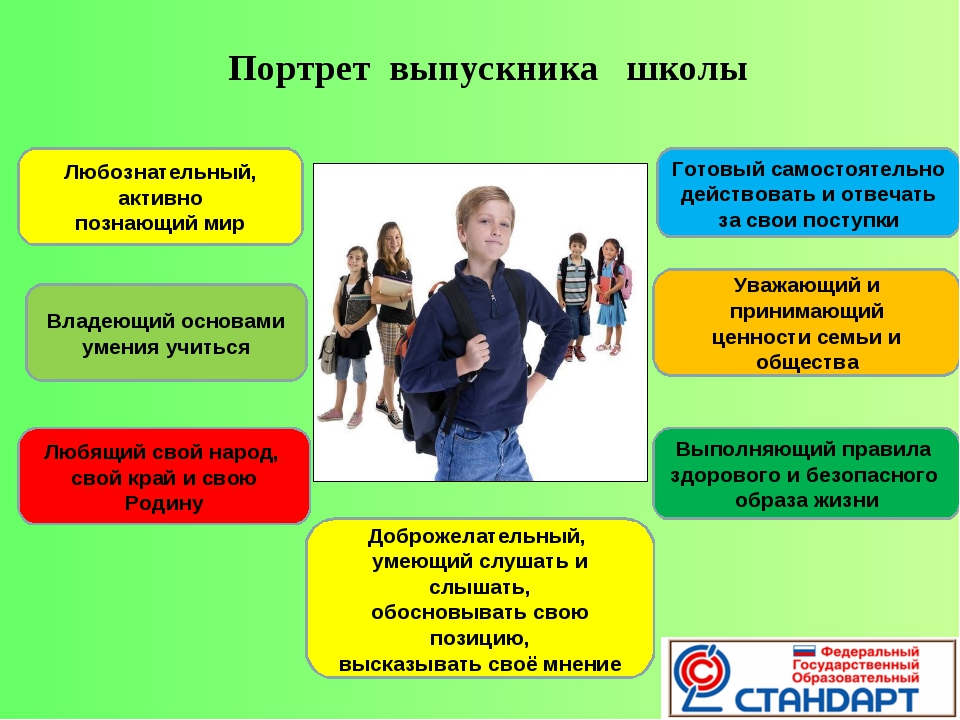 Портрет выпускника школы
Любознательный,
активно
познающий мир
Готовый самостоятельно
действовать и отвечать
за свои поступки
Владеющий основами
умения учиться
Уважающий и
принимающий
ценности семьи и
общества
Любящий свой народ,
свой край и свою
Родину
Выполняющий правила
здорового и безопасного
образа жизни
Доброжелательный,
умеющий слушать и
слышать,
обосновывать свою
позицию,
высказывать своё мнение
Федеральный
Государственный
Образовательный
СТАНДАРТ